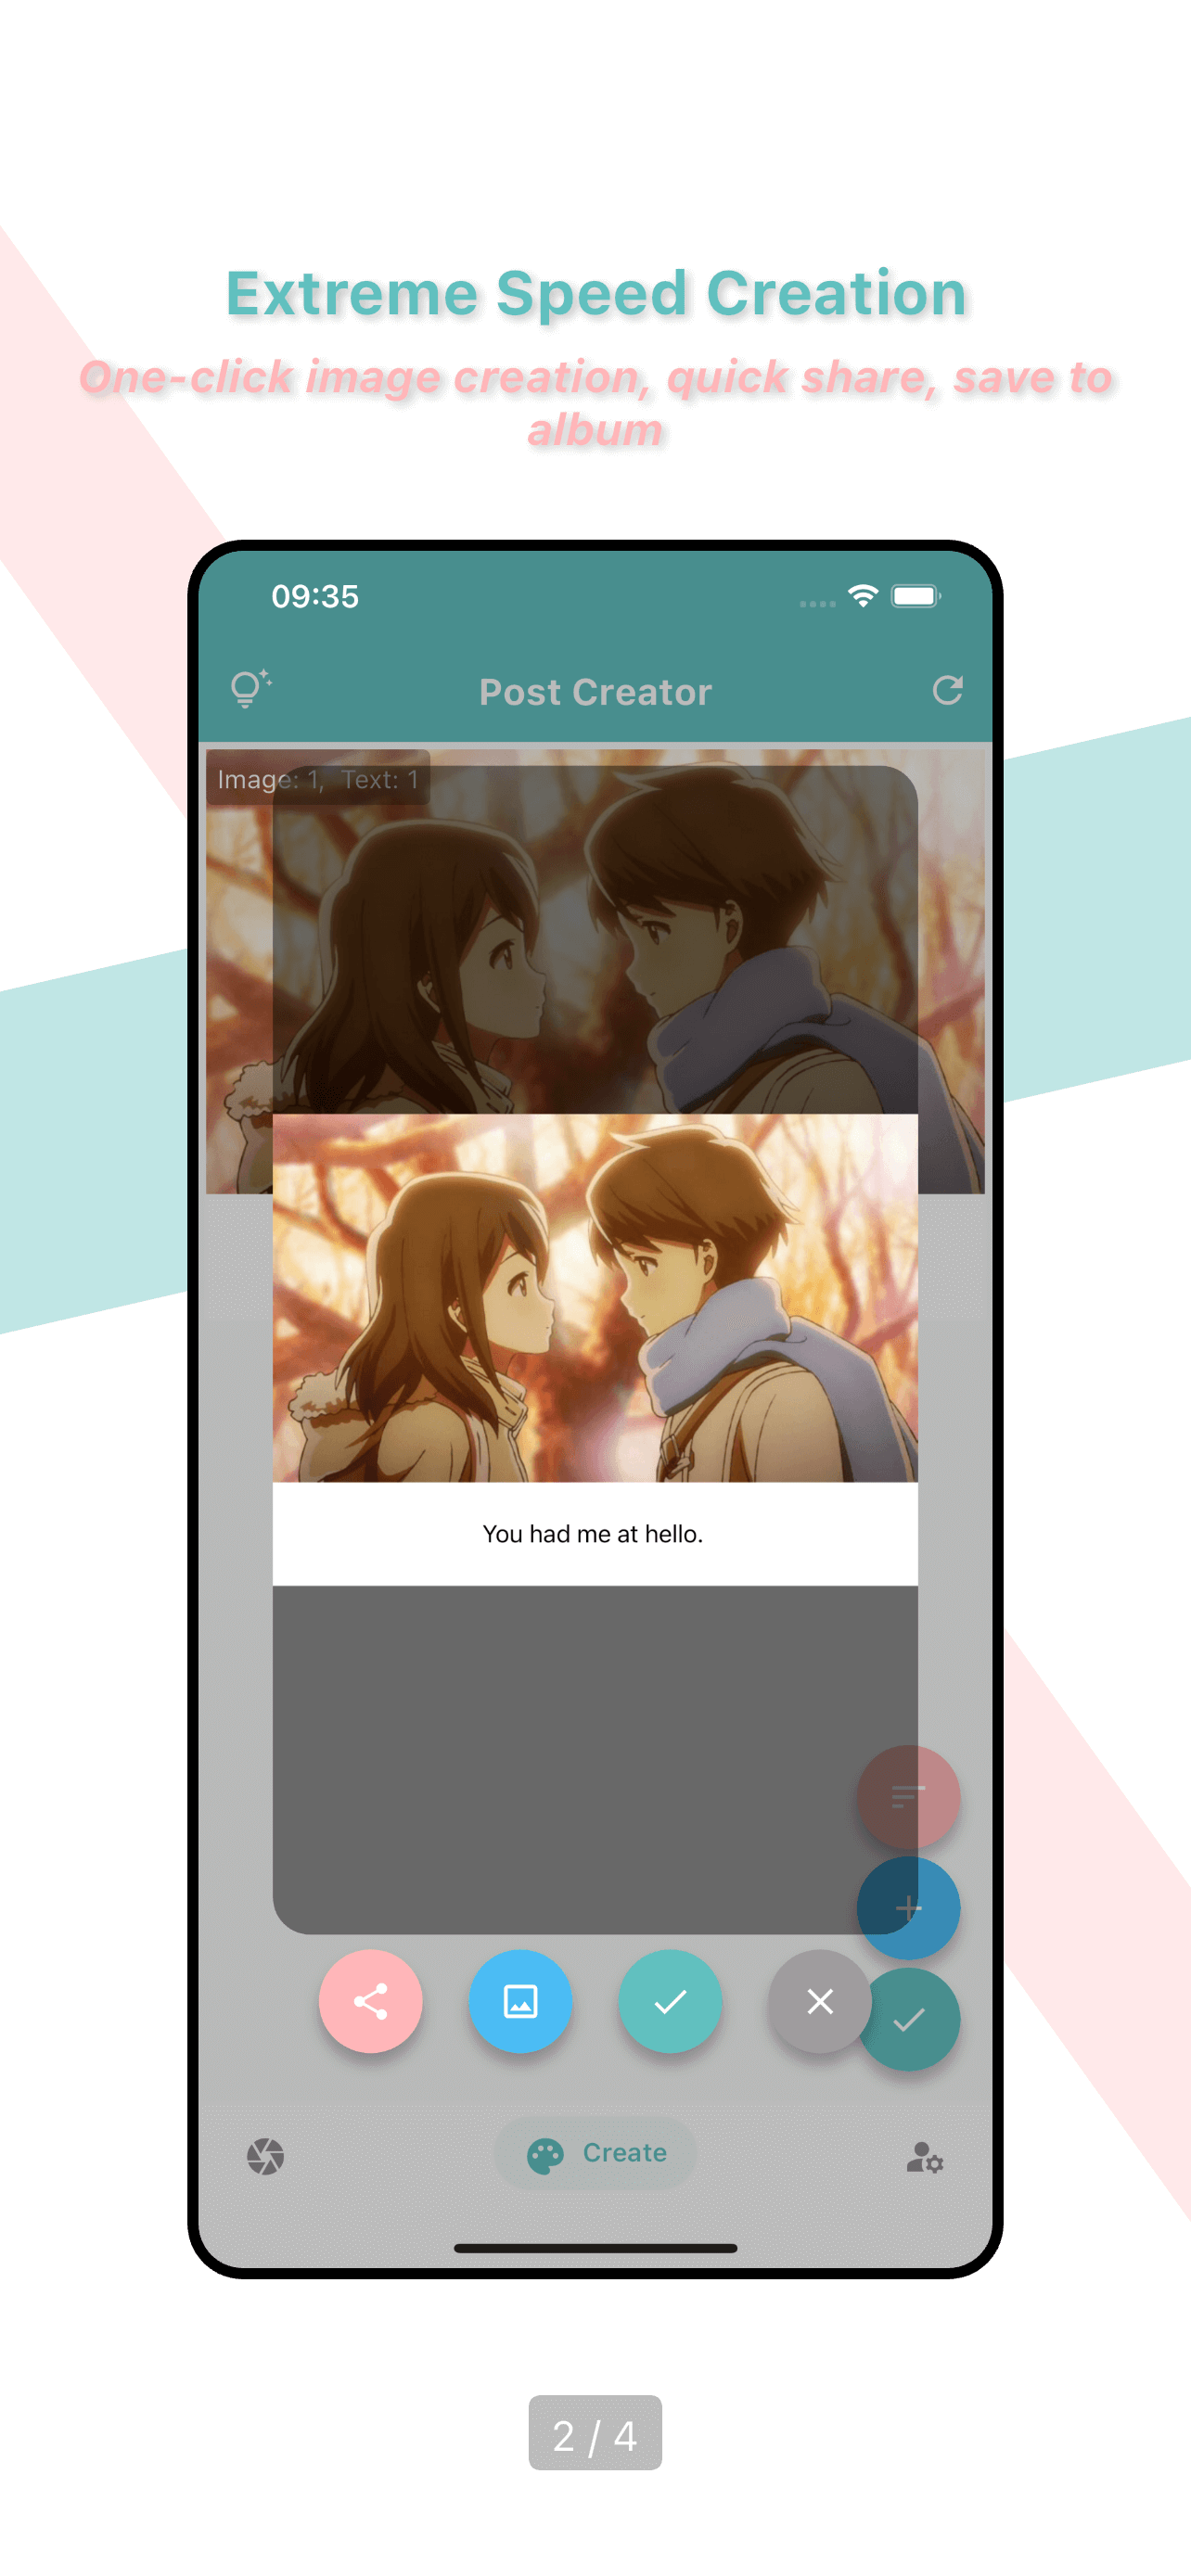 Extreme Speed Creation
One-click image creation, quick share, save to
album
09:35
Post Creator
Image: 1, Text: 1
You had me at hello.
Create
2 / 4